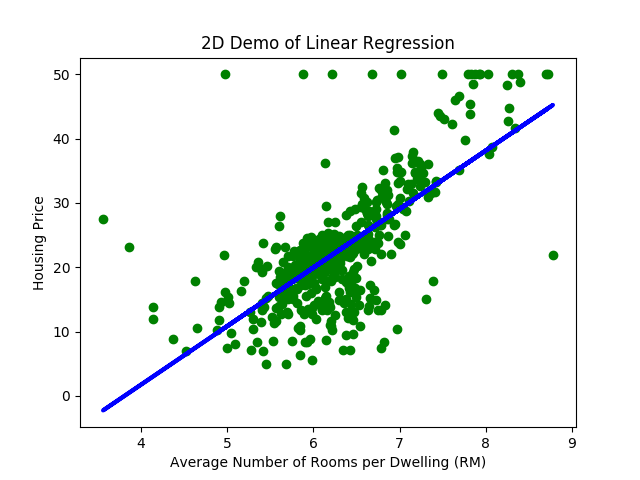 2D Demo of Linear Regression
50
40
30
20
10
0
Housing Price
4 5 6 7 8 9
Average Number of Rooms per Dwelling (RM)